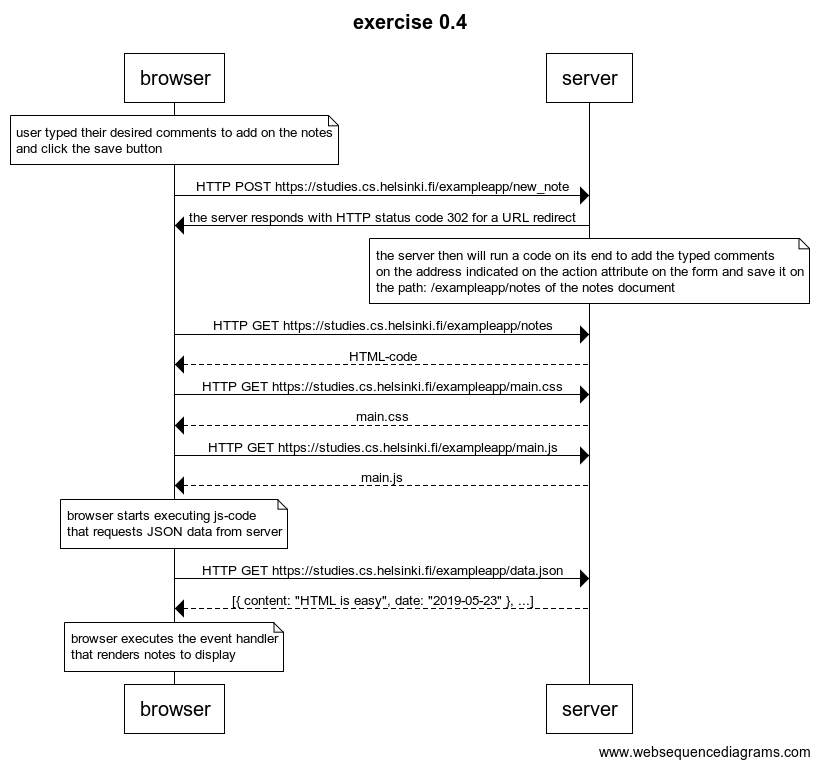 exercise 0.4
browser
server
user typed their desired comments to add on the notes
and click the save button
HTTP POST https://studies.cs.helsinki.fi/exampleapp/new_note
the server responds with HTTP status code 302 for a URL redirect
the server then will run a code on its end to add the typed comments
on the address indicated on the action attribute on the form and save it on
the path: /exampleapp/notes of the notes document
HTTP GET https://studies.cs.helsinki.fi/exampleapp/notes
HTML-code
HTTP GET https://studies.cs.helsinki.fi/exampleapp/main.css
main.css
HTTP GET https://studies.cs.helsinki.fi/exampleapp/main.js
main.js
browser starts executing js-code
that requests JSON data from server
HTTP GET https://studies.cs.helsinki.fi/exampleapp/data.json
[{ content: "HTML is easy", date: "2019-05-23" }, ...]
browser executes the event handler
that renders notes to display
browser
server
www.websequencediagrams.com